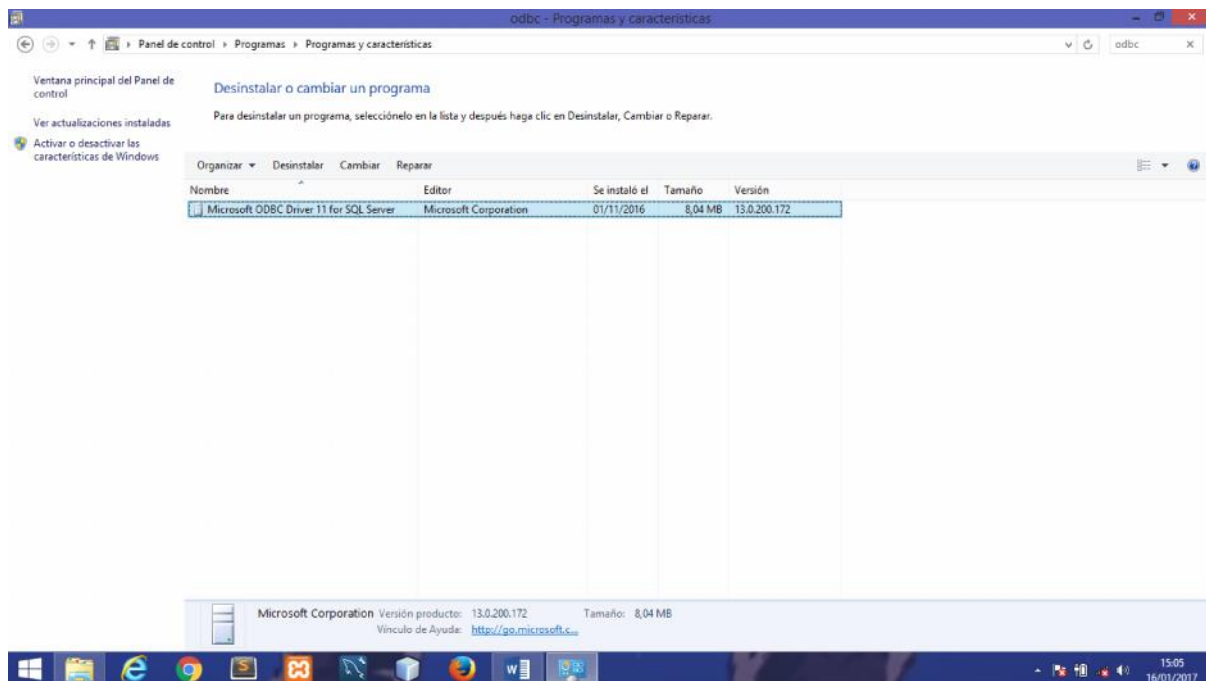 odbc - Programas y características
Panel de control Programas Programas y características
odbc
Ventana principal del Panel de control
Ver actualizaciones instaladas
Activar o desactivar las características de Windows
Desinstalar o cambiar un programa
Para desinstalar un programa, selecciónelo en la lista y después haga clic en Desinstalar, Cambiar o Reparar.
Organizar Desinstalar Cambiar Reparar
Nombre Editor Se instaló el Tamaño Versión
Microsoft ODBC Driver 11 for SQL Server Microsoft Corporation 01/11/2016 8,04 MB 13.0.200.172
Microsoft Corporation Versión producto: 13.0.200.172 Tamaño: 8,04 MB
Vínculo de Ayuda: http://go.microsoft.c...
15:05
16/01/2017